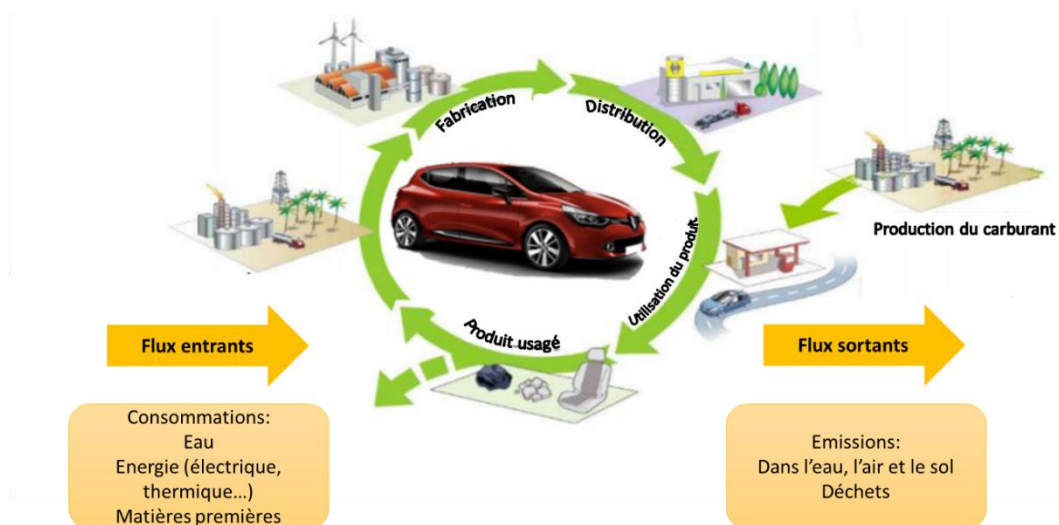 Fabrication
Distribution
Production du carburant
Utilisation du produit
Produit usagé
Flux entrants
Flux sortants
Consommations:
Eau
Energie (électrique,
thermique...)
Matières premières
Emissions:
Dans l'eau, l'air et le sol
Déchets